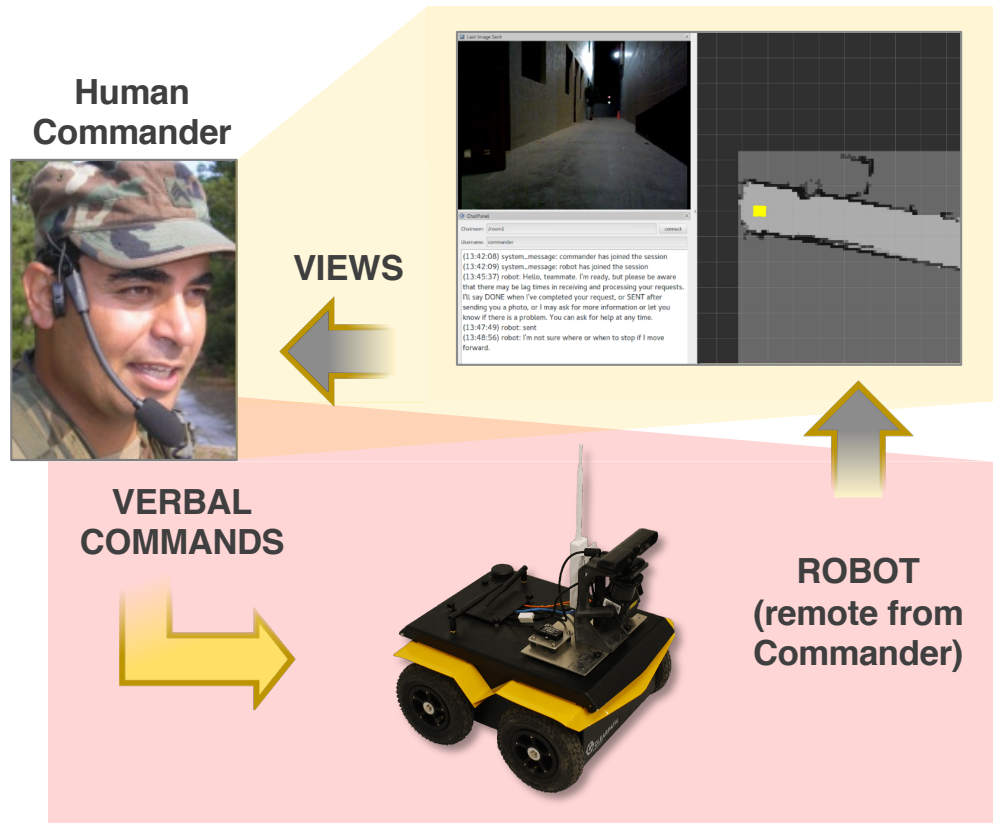 Human
Commander
VIEWS
Last Image Sent
ChatPanel
Chatroom: /room1 connect
Username: commander
(13:42:08) system_message: commander has joined the session
(13:42:09) system_message: robot has joined the session
(13:45:37) robot: Hello, teammate. I'm ready, but please be aware
that there may be lag times in receiving and processing your requests.
I'll say DONE when I've completed your request, or SENT after
sending you a photo, or I may ask for more information or let you
know if there is a problem. You can ask for help at any time.
(13:47:49) robot: sent
(13:48:56) robot: I'm not sure where or when to stop if I move
forward.
VERBAL
COMMANDS
ROBOT
(remote from
Commander)
CLEARPATH